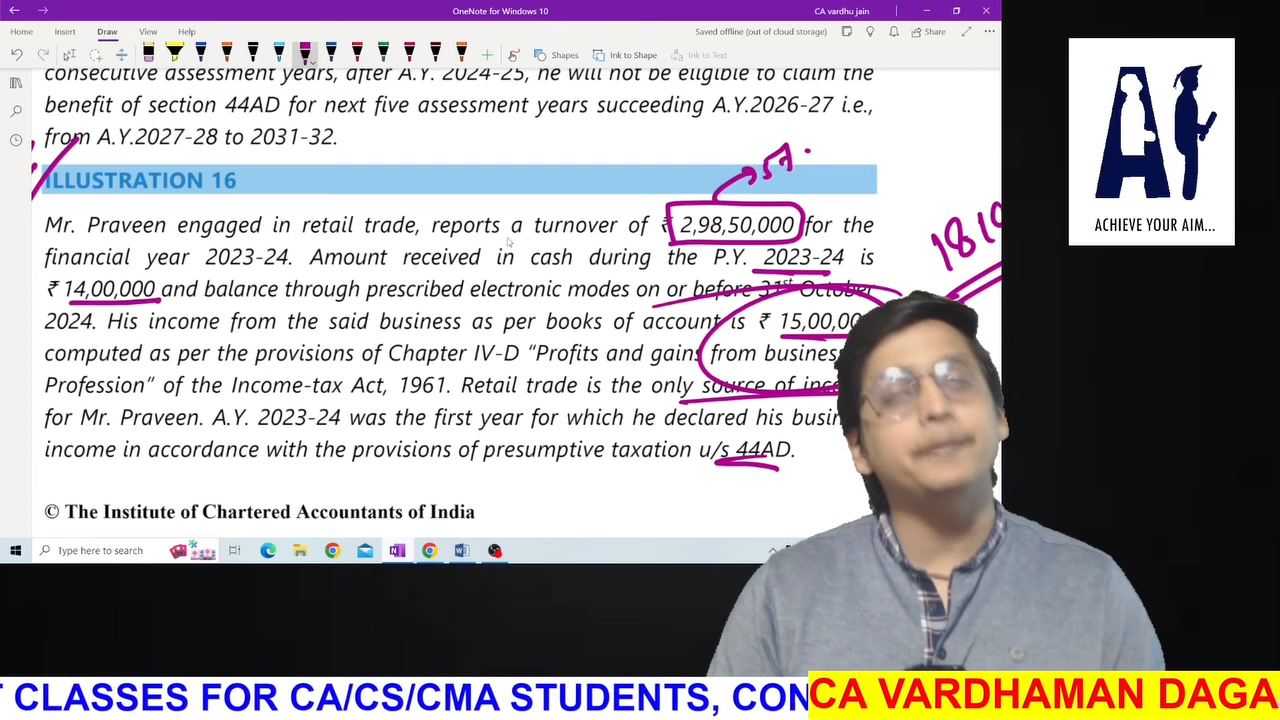 OneNote for Windows 10
CA vardhu jain
Home Insert Draw View Help
Saved offline (out of cloud storage)
Share
Shapes
Ink to Shape
Ink to Text
consecutive assessment years, after A.Y. 2024-25, he will not be eligible to claim the
benefit of section 44AD for next five assessment years succeeding A.Y.2026-27 i.e.,
from A.Y.2027-28 to 2031-32.
ILLUSTRATION 16
Mr. Praveen engaged in retail trade, reports a turnover of ₹ 2,98,50,000 for the
financial year 2023-24. Amount received in cash during the P.Y. 2023-24 is
₹ 14,00,000 and balance through prescribed electronic modes on or before 31st October
2024. His income from the said business as per books of account is ₹ 15,00,00
computed as per the provisions of Chapter IV-D “Profits and gains from business
Profession” of the Income-tax Act, 1961. Retail trade is the only source of
for Mr. Praveen. A.Y. 2023-24 was the first year for which he declared his
income in accordance with the provisions of presumptive taxation u/s 44AD.
© The Institute of Chartered Accountants of India
Type here to search
AI
ACHIEVE YOUR AIM...
CLASSES FOR CA/CS/CMA STUDENTS, CON
CA VARDHAMAN DAGA